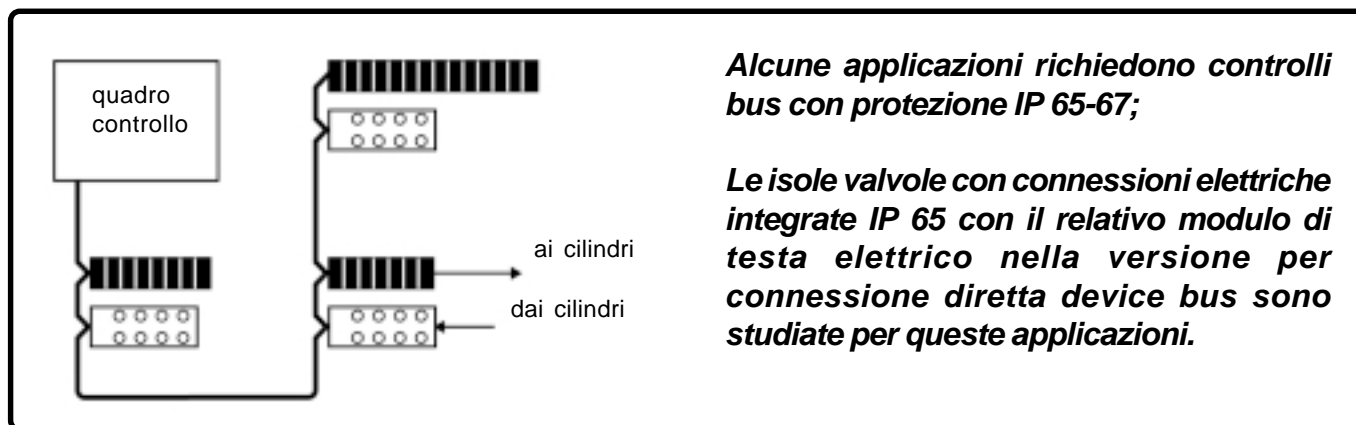 quadro
controllo
ai cilindri
dai cilindri
Alcune applicazioni richiedono controlli
bus con protezione IP 65-67;
Le isole valvole con connessioni elettriche
integrate IP 65 con il relativo modulo di
testa elettrico nella versione per
connessione diretta device bus sono
studiate per queste applicazioni.